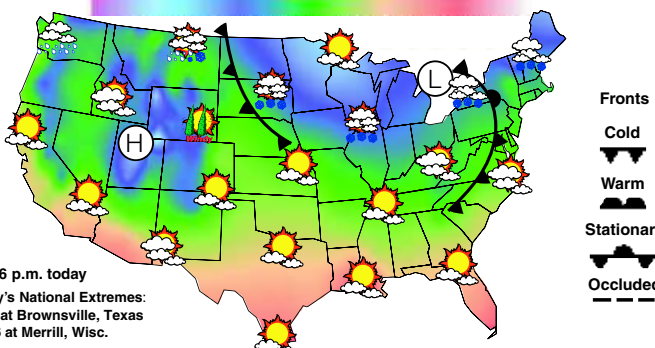 L
H
Fronts
Cold
Warm
Stationar
Occluded
6 p.m. today
y's National Extremes:
at Brownsville, Texas
at Merrill, Wisc.